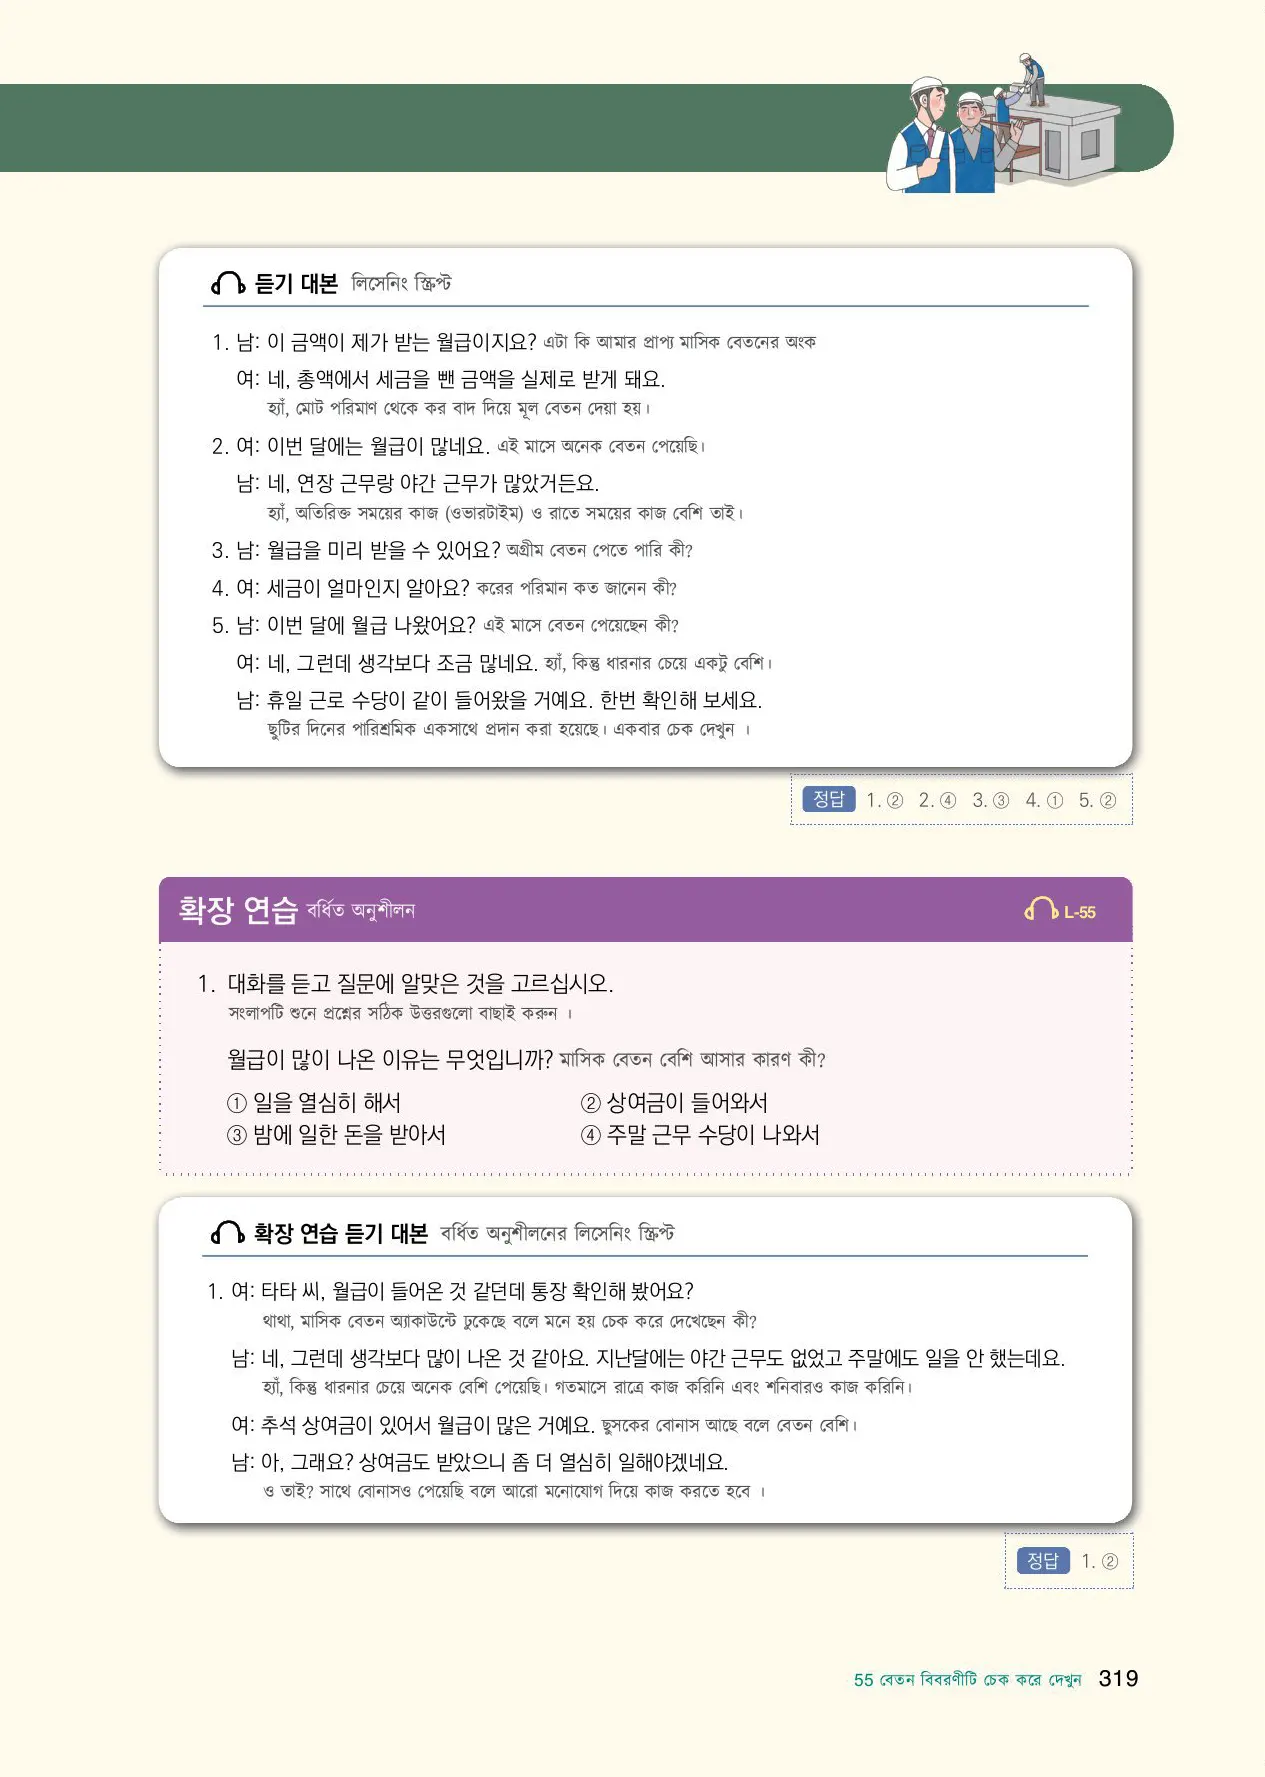 듣기 대본 লিসেনিং স্ক্রিপ্ট
1. 남: 이 금액이 제가 받는 월급이지요? এটা কি আমার প্রাপ্য মাসিক বেতনের অংক
여: 네, 총액에서 세금을 뺀 금액을 실제로 받게 돼요.
হ্যাঁ, মোট পরিমাণ থেকে কর বাদ দিয়ে মূল বেতন দেয়া হয়।
2. 여: 이번 달에는 월급이 많네요. এই মাসে অনেক বেতন পেয়েছি।
남: 네, 연장 근무랑 야간 근무가 많았거든요.
হ্যাঁ, অতিরিক্ত সময়ের কাজ (ওভারটাইম) ও রাতে সময়ের কাজ বেশি তাই।
3. 남: 월급을 미리 받을 수 있어요? অগ্রীম বেতন পেতে পারি কী?
4. 여: 세금이 얼마인지 알아요? করের পরিমান কত জানেন কী?
5. 남: 이번 달에 월급 나왔어요? এই মাসে বেতন পেয়েছেন কী?
여: 네, 그런데 생각보다 조금 많네요. হ্যাঁ, কিন্তু ধারনার চেয়ে একটু বেশি।
남: 휴일 근로 수당이 같이 들어왔을 거예요. 한번 확인해 보세요.
ছুটির দিনের পারিশ্রমিক একসাথে প্রদান করা হয়েছে। একবার চেক দেখুন ।
정답 1. ② 2. ④ 3. ③ 4. ① 5. ②
확장 연습 বর্ধিত অনুশীলন L-55
1. 대화를 듣고 질문에 알맞은 것을 고르십시오.
সংলাপটি শুনে প্রশ্নের সঠিক উত্তরগুলো বাছাই করুন ।
월급이 많이 나온 이유는 무엇입니까? মাসিক বেতন বেশি আসার কারণ কী?
① 일을 열심히 해서 ② 상여금이 들어와서
③ 밤에 일한 돈을 받아서 ④ 주말 근무 수당이 나와서
확장 연습 듣기 대본 বর্ধিত অনুশীলনের লিসেনিং স্ক্রিপ্ট
1. 여: 타타 씨, 월급이 들어온 것 같던데 통장 확인해 봤어요?
থাথা, মাসিক বেতন অ্যাকাউন্টে ঢুকেছে বলে মনে হয় চেক করে দেখেছেন কী?
남: 네, 그런데 생각보다 많이 나온 것 같아요. 지난달에는 야간 근무도 없었고 주말에도 일을 안 했는데요.
হ্যাঁ, কিন্তু ধারনার চেয়ে অনেক বেশি পেয়েছি। গতমাসে রাত্রে কাজ করিনি এবং শনিবারও কাজ করিনি।
여: 추석 상여금이 있어서 월급이 많은 거예요. ছুসকের বোনাস আছে বলে বেতন বেশি।
남: 아, 그래요? 상여금도 받았으니 좀 더 열심히 일해야겠네요.
ও তাই? সাথে বোনাসও পেয়েছি বলে আরো মনোযোগ দিয়ে কাজ করতে হবে ।
정답 1. ②
55 বেতন বিবরণীটি চেক করে দেখুন 319